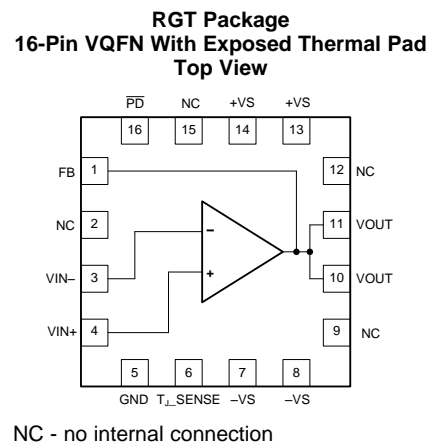 RGT Package
16-Pin VQFN With Exposed Thermal Pad
Top View
PD NC +VS +VS
16 15 14 13
FB 1 12 NC
NC 2 11 VOUT
VIN– 3 – 10 VOUT
VIN+ 4 + 9 NC
5 6 7 8
GND TJ_SENSE –VS –VS
NC - no internal connection